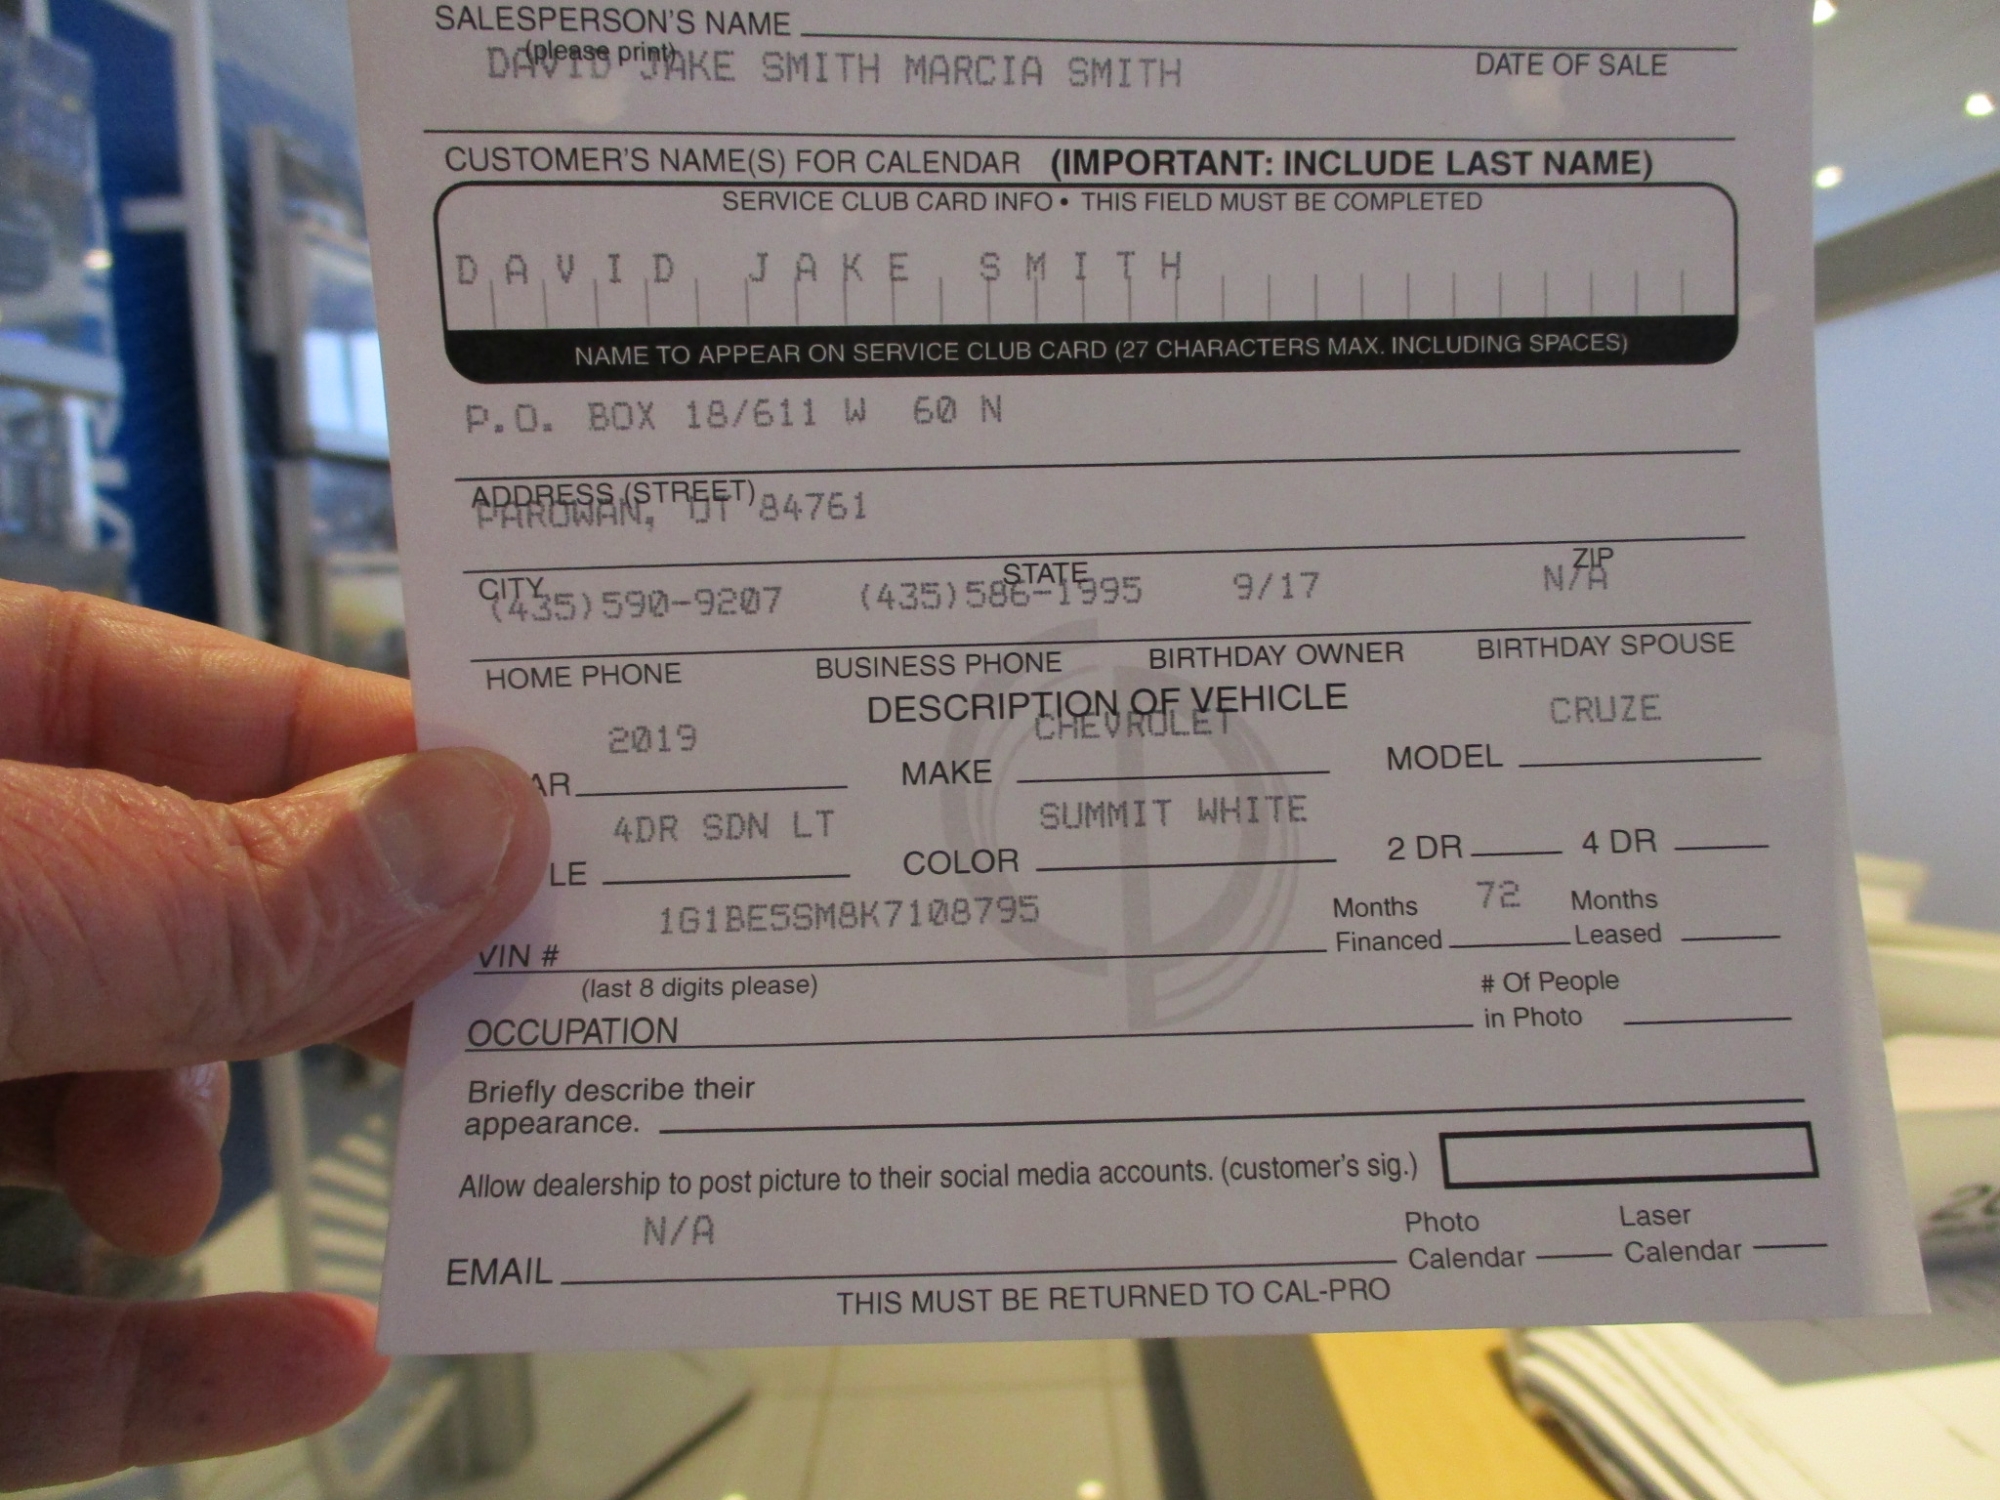 SALESPERSON'S NAME
(please print)
DAVID JAKE SMITH MARCIA SMITH
DATE OF SALE
CUSTOMER'S NAME(S) FOR CALENDAR (IMPORTANT: INCLUDE LAST NAME)
SERVICE CLUB CARD INFO • THIS FIELD MUST BE COMPLETED
DAVID JAKE SMITH
NAME TO APPEAR ON SERVICE CLUB CARD (27 CHARACTERS MAX. INCLUDING SPACES)
P.O. BOX 18/611 W 60 N
ADDRESS (STREET)
PAROWAN, UT 84761
CITY STATE ZIP
(435)590-9207 (435)586-1995 9/17 N/A
HOME PHONE BUSINESS PHONE BIRTHDAY OWNER BIRTHDAY SPOUSE
DESCRIPTION OF VEHICLE
2019 CHEVROLET CRUZE
AR MAKE MODEL
4DR SDN LT SUMMIT WHITE
LE COLOR 2 DR 4 DR
1G1BE5SM8K7108795 72
VIN # Months Financed Months Leased
(last 8 digits please)
OCCUPATION # Of People in Photo
Briefly describe their
appearance.
Allow dealership to post picture to their social media accounts. (customer's sig.)
N/A
EMAIL Photo Calendar Laser Calendar
THIS MUST BE RETURNED TO CAL-PRO